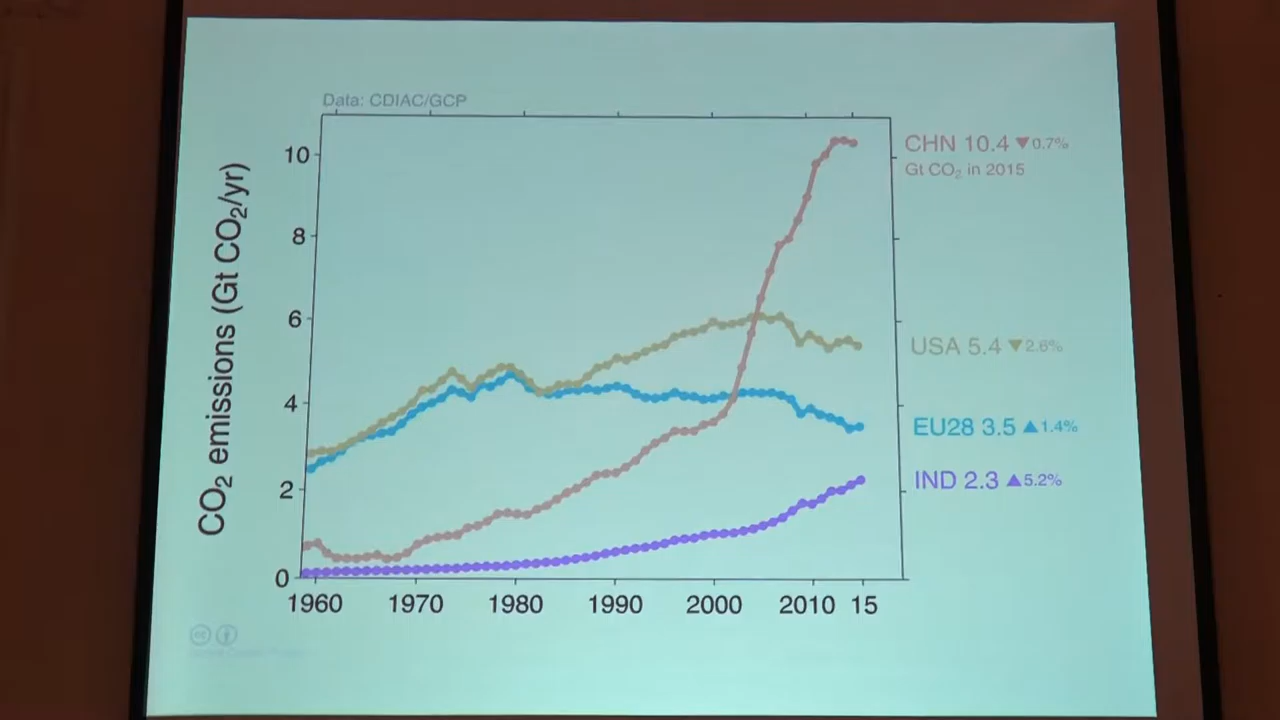 Data: CDIAC/GCP
CO₂ emissions (Gt CO₂/yr)
10
8
6
4
2
0
1960 1970 1980 1990 2000 2010 15
CHN 10.4 ▼0.7%
Gt CO₂ in 2015
USA 5.4 ▼2.6%
EU28 3.5 ▲1.4%
IND 2.3 ▲5.2%
cc